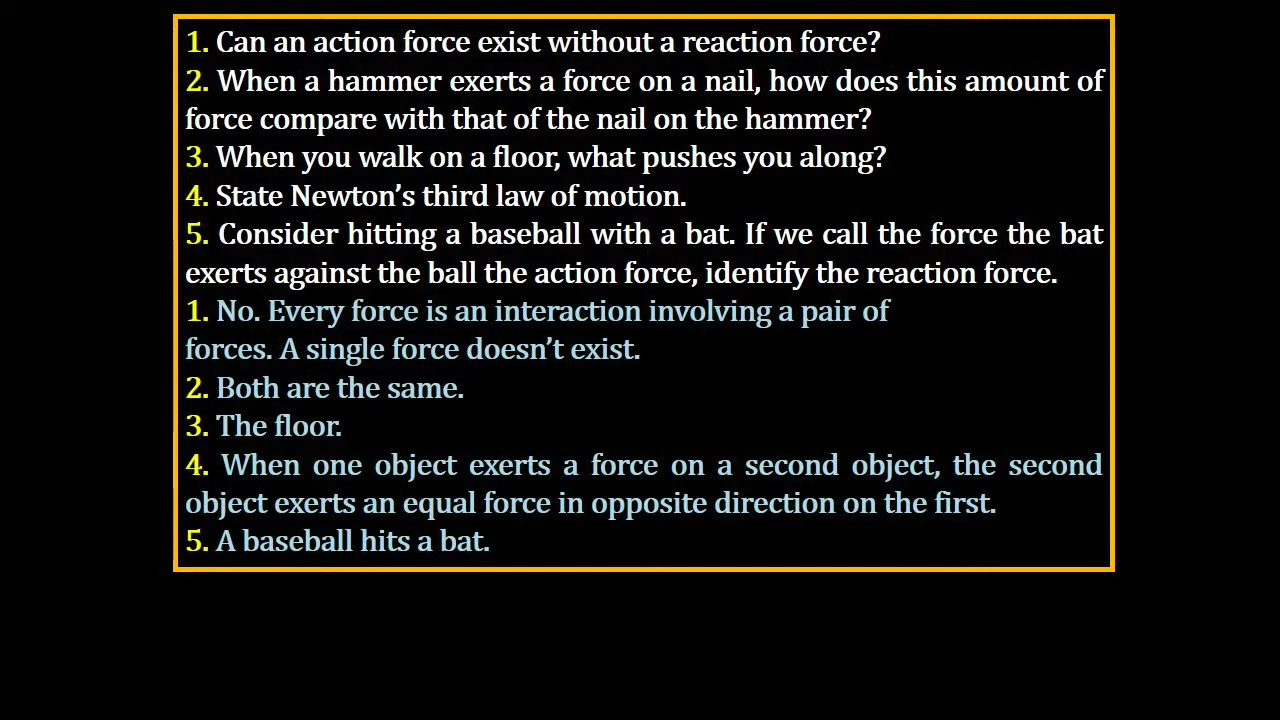 1. Can an action force exist without a reaction force?
2. When a hammer exerts a force on a nail, how does this amount of
force compare with that of the nail on the hammer?
3. When you walk on a floor, what pushes you along?
4. State Newton’s third law of motion.
5. Consider hitting a baseball with a bat. If we call the force the bat
exerts against the ball the action force, identify the reaction force.
1. No. Every force is an interaction involving a pair of
forces. A single force doesn’t exist.
2. Both are the same.
3. The floor.
4. When one object exerts a force on a second object, the second
object exerts an equal force in opposite direction on the first.
5. A baseball hits a bat.